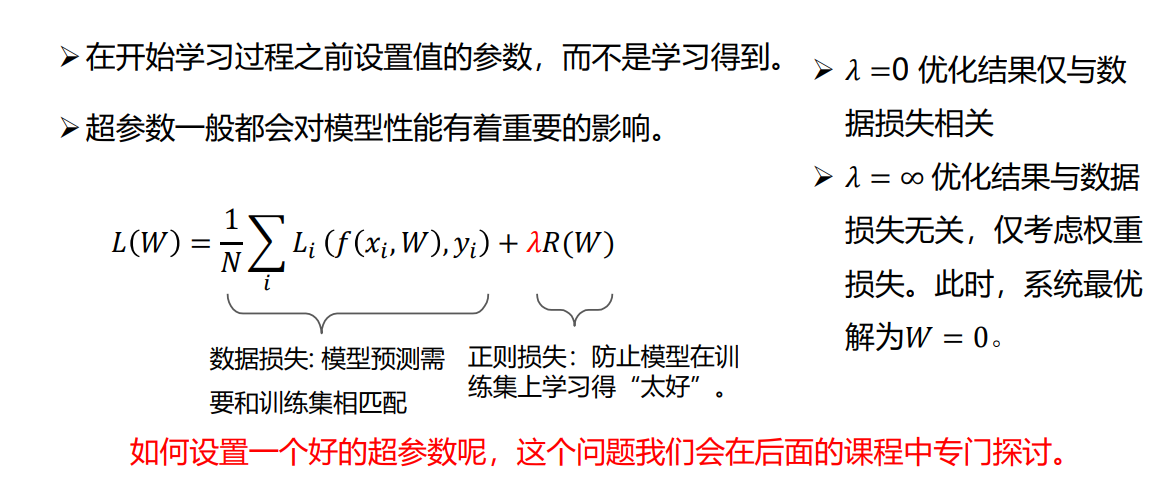 ➢ 在开始学习过程之前设置值的参数，而不是学习得到。
➢ 超参数一般都会对模型性能有着重要的影响。
L(W) = \frac{1}{N} \sum_{i} L_i (f(x_i, W), y_i) + λR(W)
数据损失: 模型预测需
要和训练集相匹配
正则损失：防止模型在训
练集上学习得“太好”。
➢ λ =0 优化结果仅与数
据损失相关
➢ λ = ∞ 优化结果与数据
损失无关，仅考虑权重
损失。此时，系统最优
解为W = 0。
如何设置一个好的超参数呢，这个问题我们会在后面的课程中专门探讨。